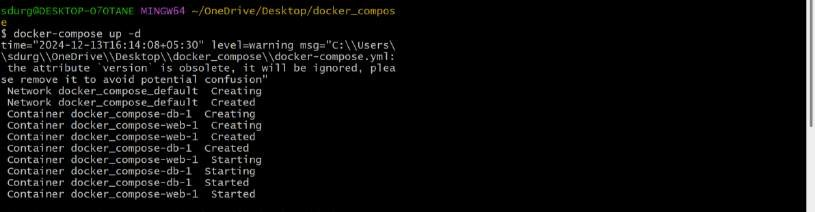 sdurg@DESKTOP-O7OTANE MINGW64 ~/OneDrive/Desktop/docker_compos
e
$ docker-compose up -d
time="2024-12-13T16:14:08+05:30" level=warning msg="C:\\Users\
\sdurg\\OneDrive\\Desktop\\docker_compose\\docker-compose.yml:
 the attribute `version` is obsolete, it will be ignored, plea
se remove it to avoid potential confusion"
 Network docker_compose_default  Creating
 Network docker_compose_default  Created
 Container docker_compose-db-1  Creating
 Container docker_compose-web-1  Creating
 Container docker_compose-web-1  Created
 Container docker_compose-db-1  Created
 Container docker_compose-web-1  Starting
 Container docker_compose-db-1  Starting
 Container docker_compose-db-1  Started
 Container docker_compose-web-1  Started